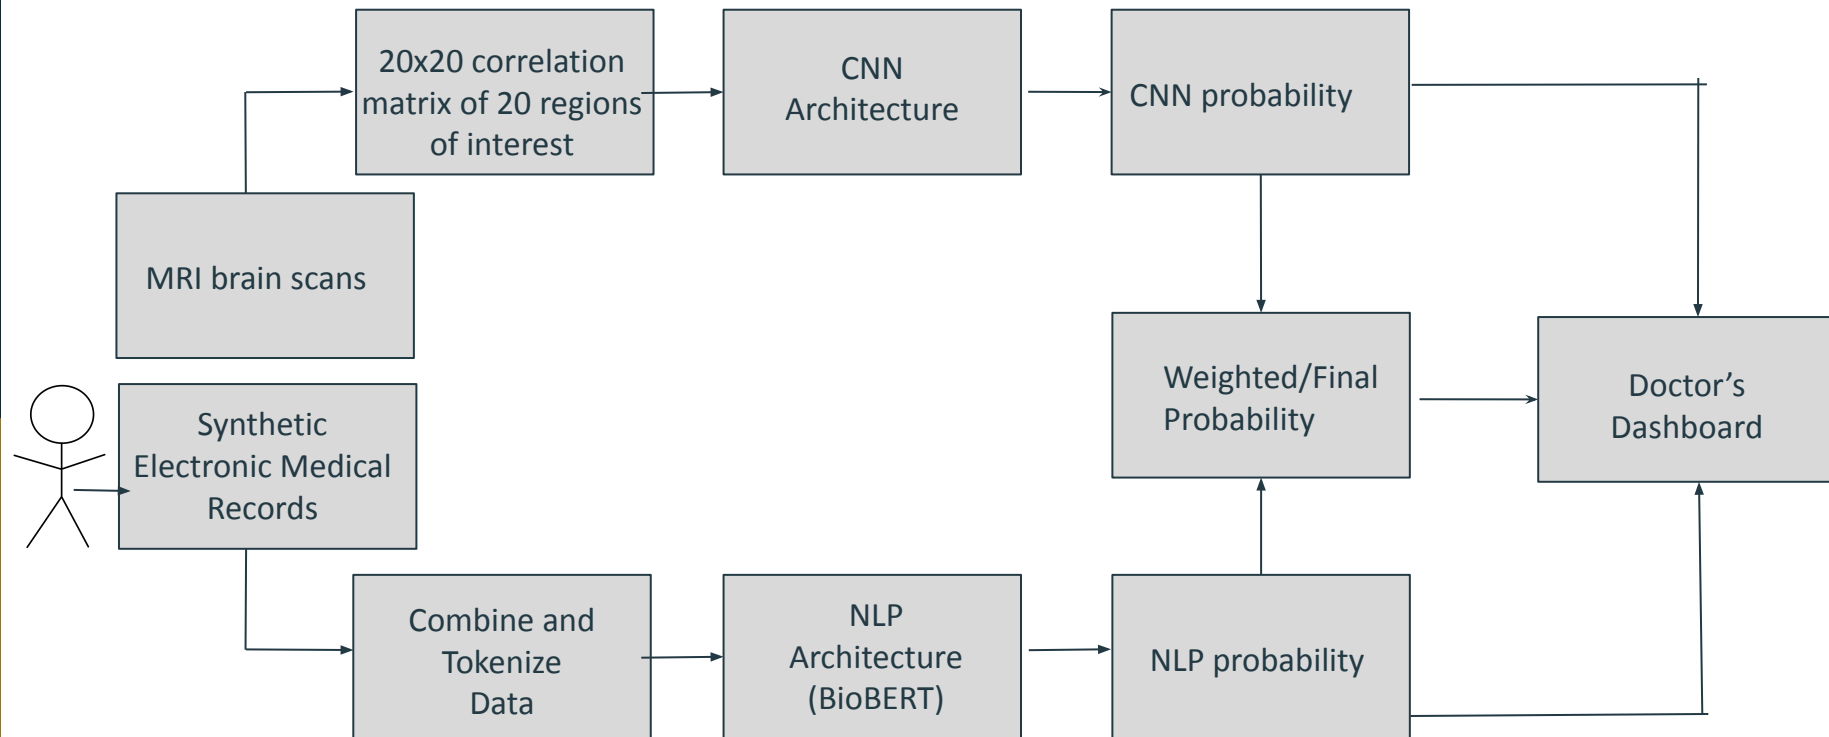 20x20 correlation
matrix of 20 regions
of interest
CNN
Architecture
CNN probability
MRI brain scans
Weighted/Final
Probability
Doctor’s
Dashboard
Synthetic
Electronic Medical
Records
Combine and
Tokenize
Data
NLP
Architecture
(BioBERT)
NLP probability